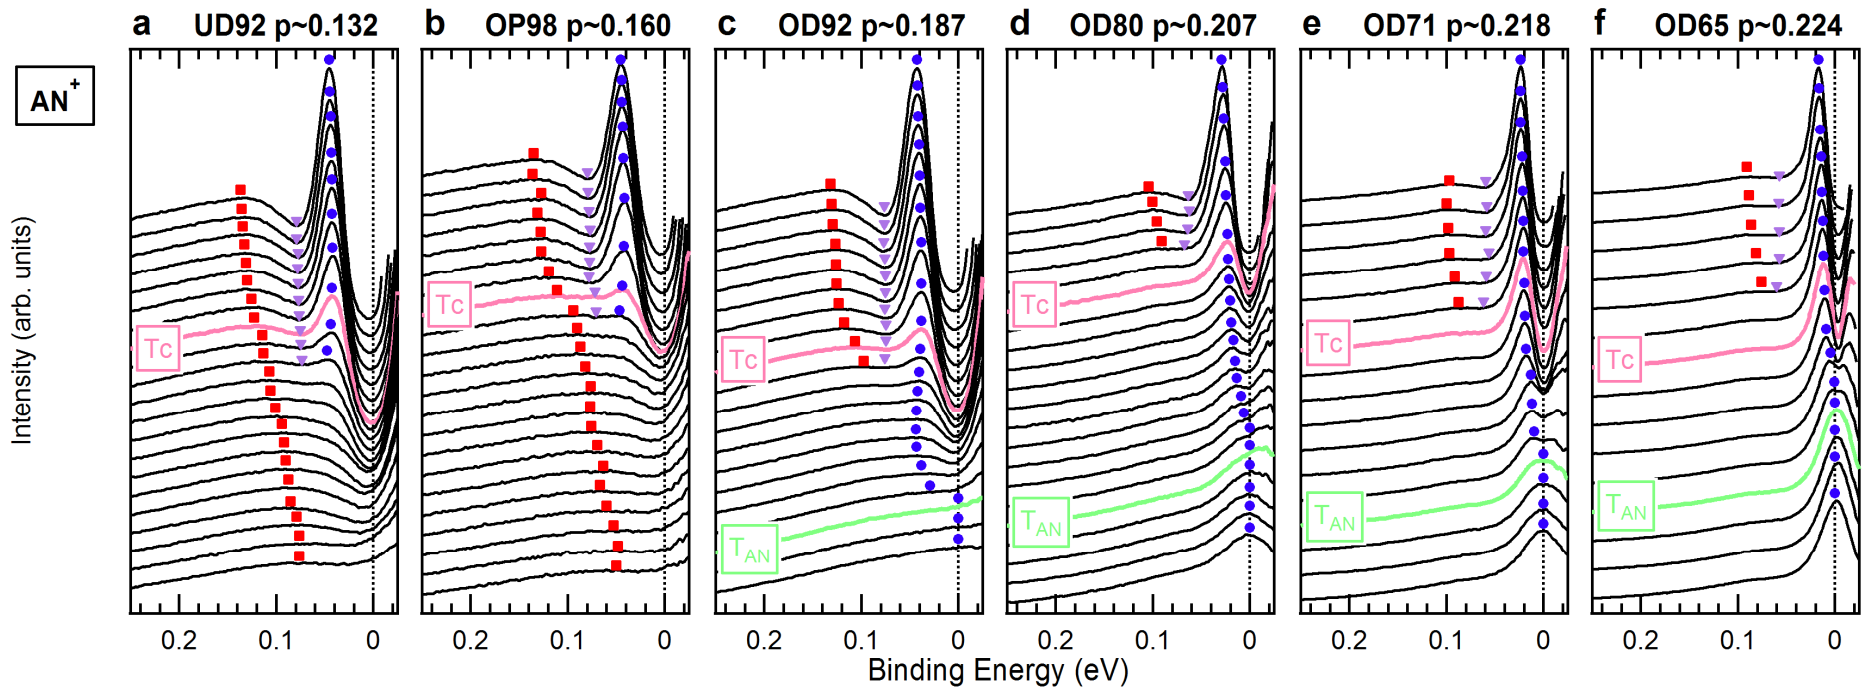 a UD92 p~0.132
b OP98 p~0.160
c OD92 p~0.187
d OD80 p~0.207
e OD71 p~0.218
f OD65 p~0.224
AN+
Intensity (arb. units)
Tc
Tc
Tc
TAN
Tc
TAN
Tc
TAN
Tc
TAN
0.2 0.1 0
0.2 0.1 0
0.2 0.1 0
0.2 0.1 0
0.2 0.1 0
0.2 0.1 0
Binding Energy (eV)